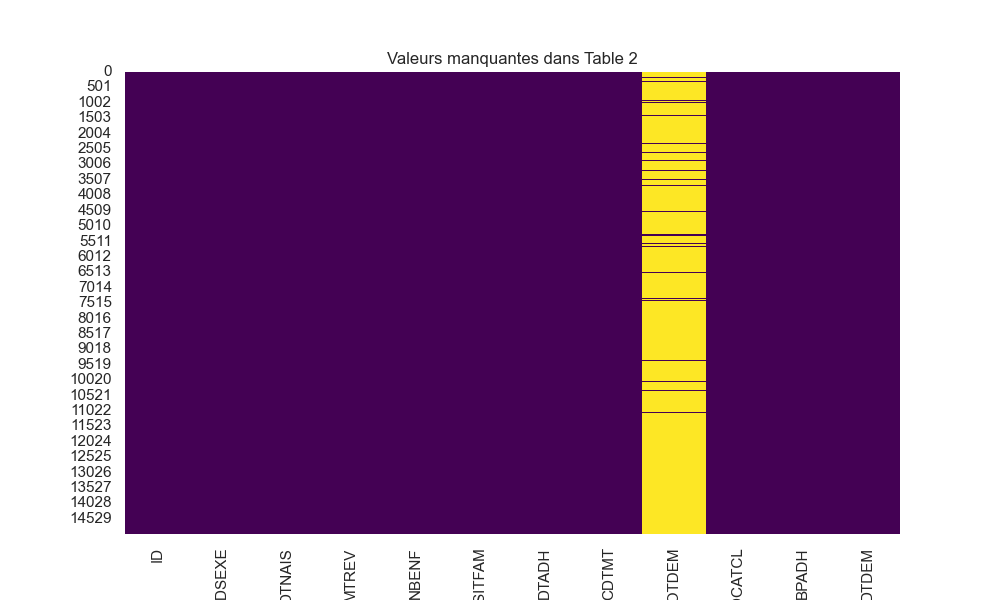 Valeurs manquantes dans Table 2
0
501
1002
1503
2004
2505
3006
3507
4008
4509
5010
5511
6012
6513
7014
7515
8016
8517
9018
9519
10020
10521
11022
11523
12024
12525
13026
13527
14028
14529
ID
DSEXE
DTNAIS
MTREV
NBENF
SITFAM
DTADH
CDTMT
DTDEM
CATCL
BPADH
DTDEM